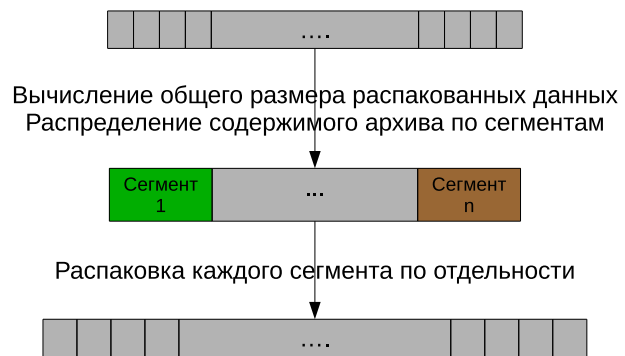 ....
Вычисление общего размера распакованных данных
Распределение содержимого архива по сегментам
Сегмент 1
...
Сегмент n
Распаковка каждого сегмента по отдельности
....